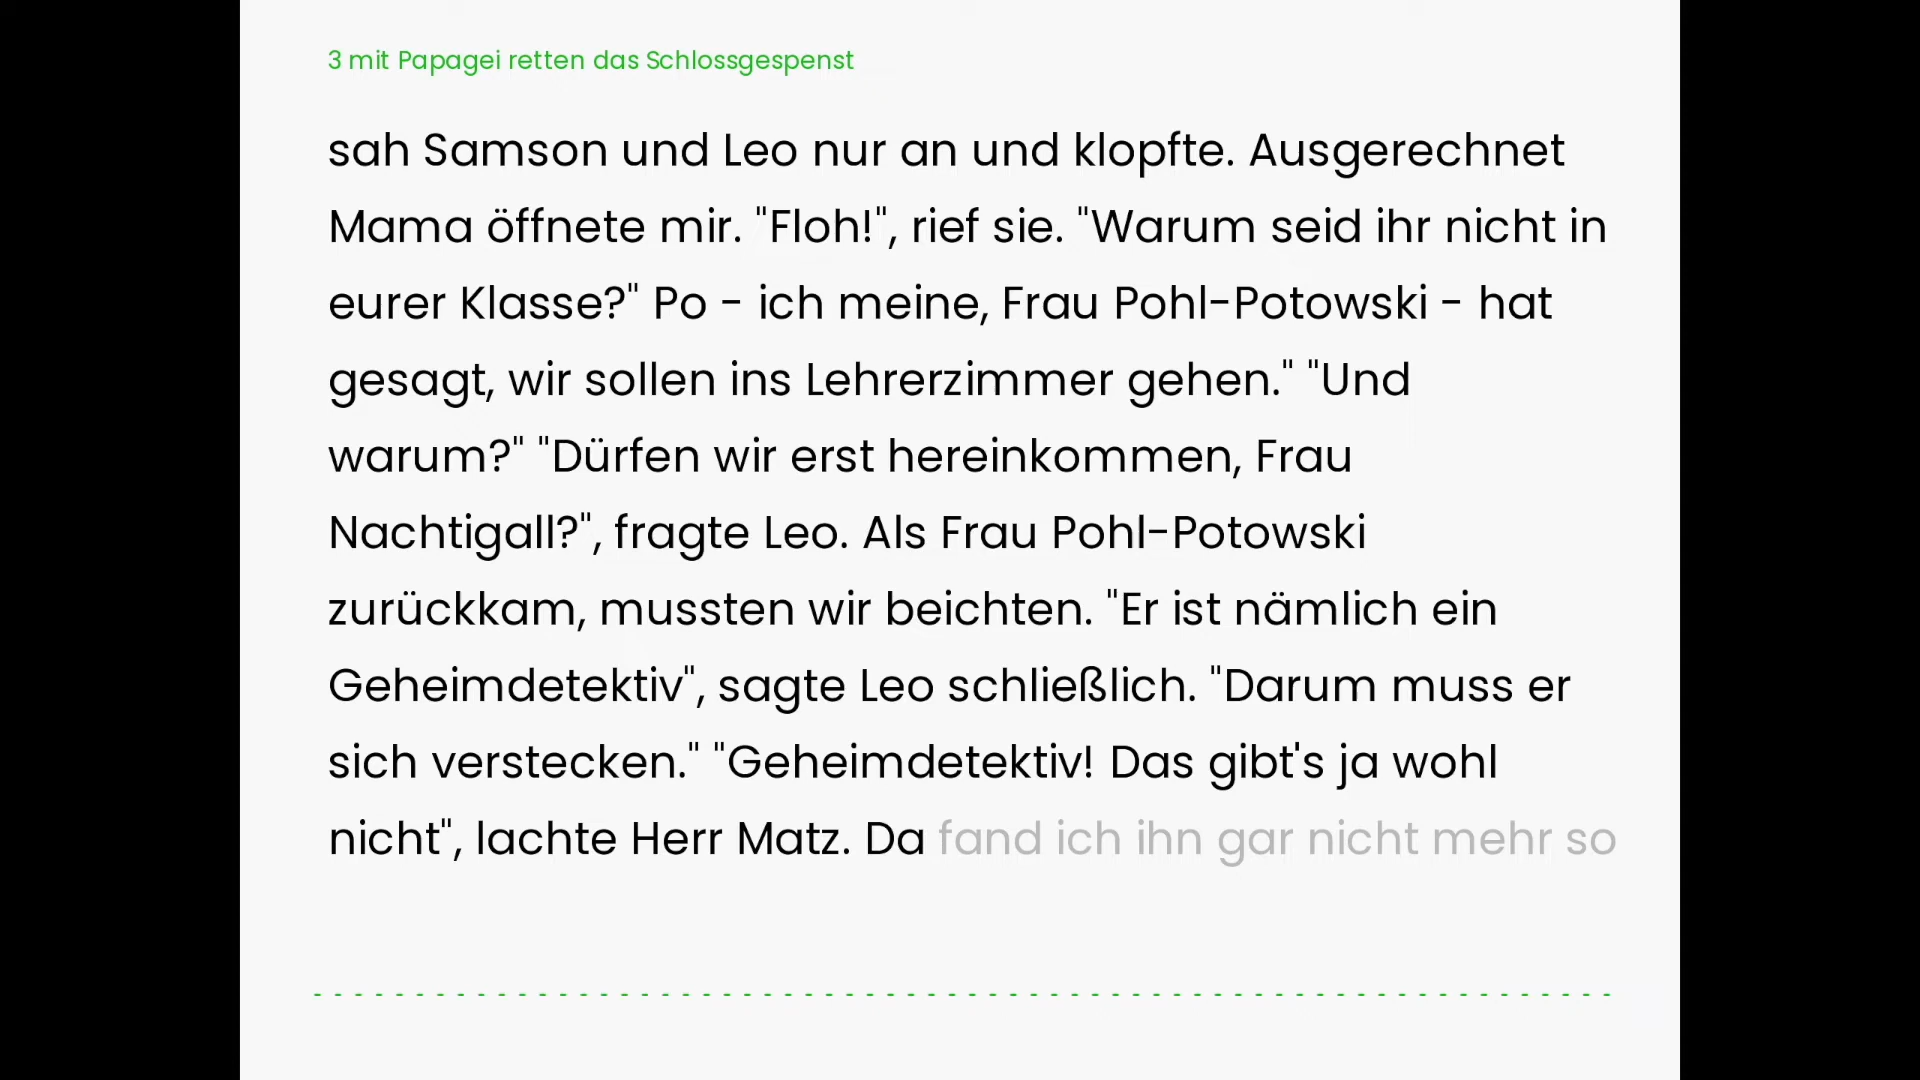 3 mit Papagei retten das Schlossgespenst
sah Samson und Leo nur an und klopfte. Ausgerechnet
Mama öffnete mir. "Floh!", rief sie. "Warum seid ihr nicht in
eurer Klasse?" Po - ich meine, Frau Pohl-Potowski - hat
gesagt, wir sollen ins Lehrerzimmer gehen." "Und
warum?" "Dürfen wir erst hereinkommen, Frau
Nachtigall?", fragte Leo. Als Frau Pohl-Potowski
zurückkam, mussten wir beichten. "Er ist nämlich ein
Geheimdetektiv", sagte Leo schließlich. "Darum muss er
sich verstecken." "Geheimdetektiv! Das gibt's ja wohl
nicht", lachte Herr Matz. Da fand ich ihn gar nicht mehr so